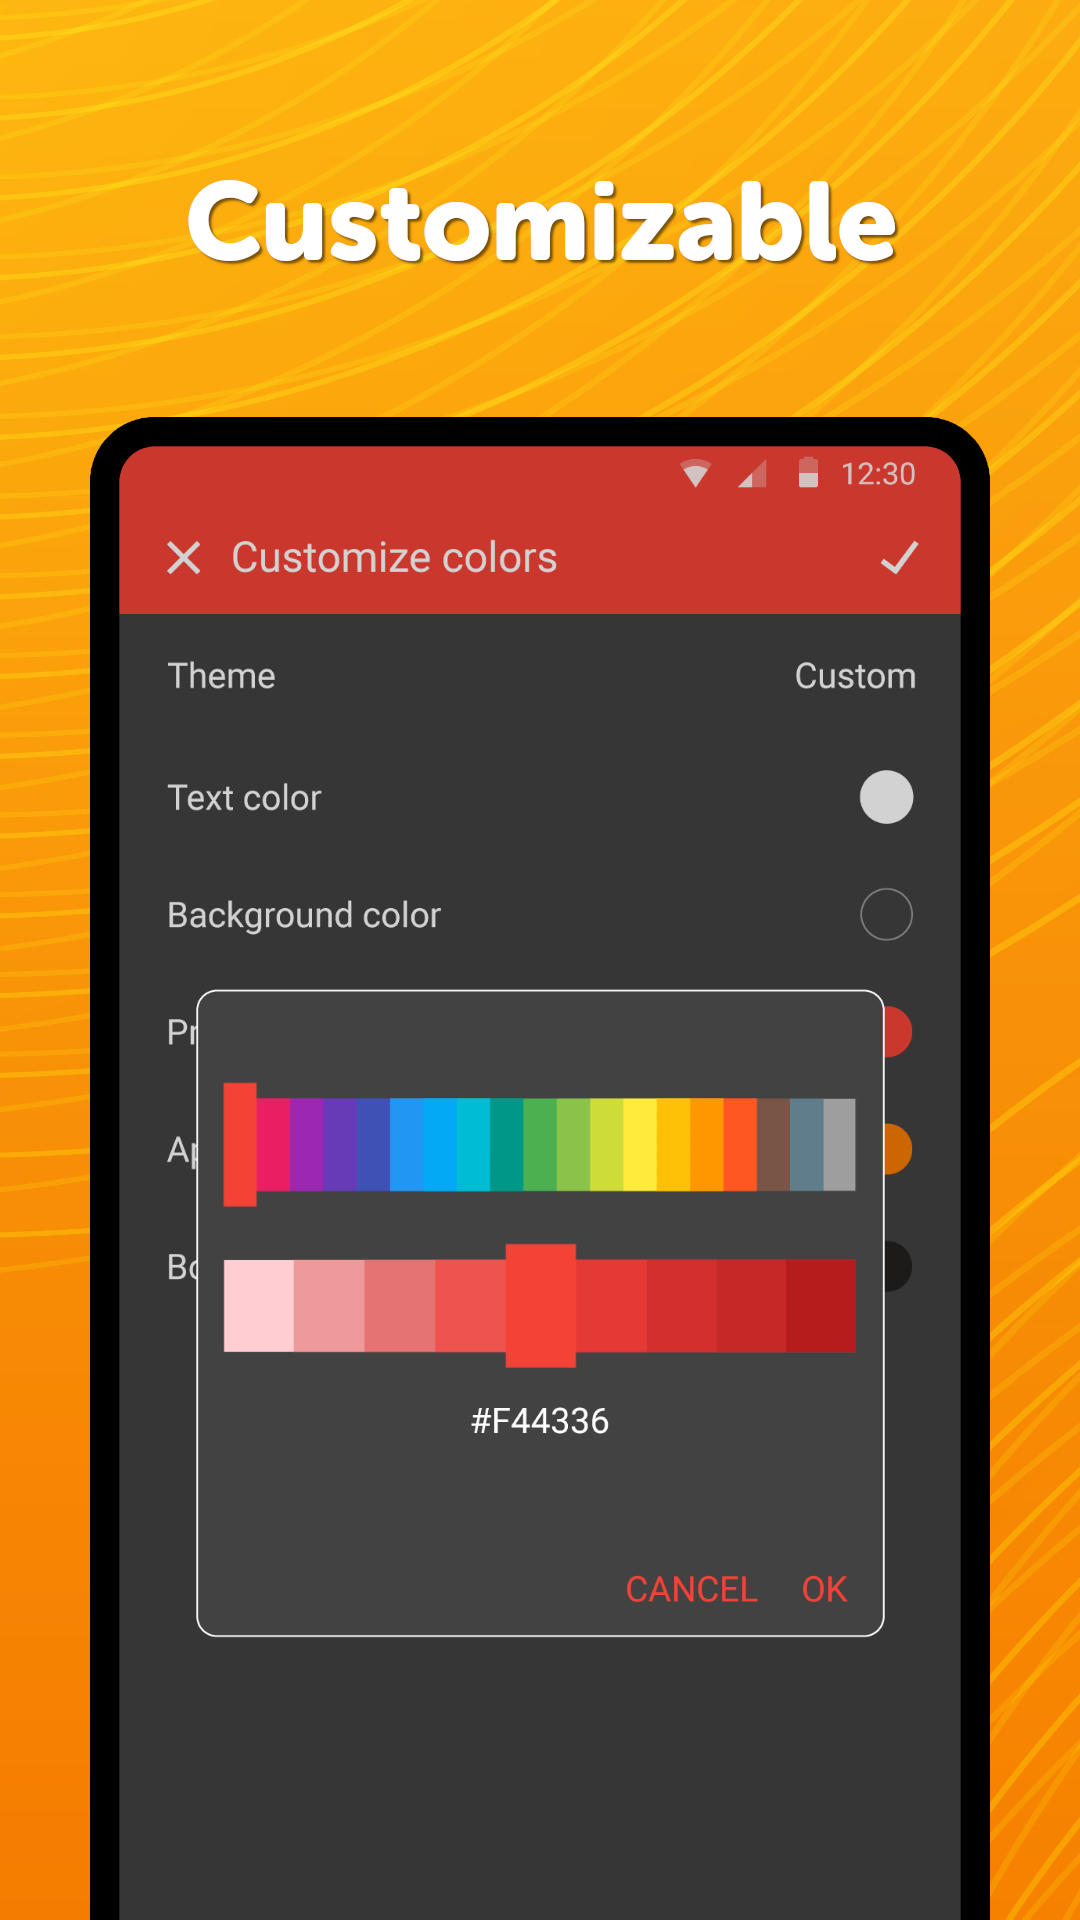 Customizable
12:30
Customize colors
Theme Custom
Text color
Background color
Pr
Ap
Bo
#F44336
CANCEL OK